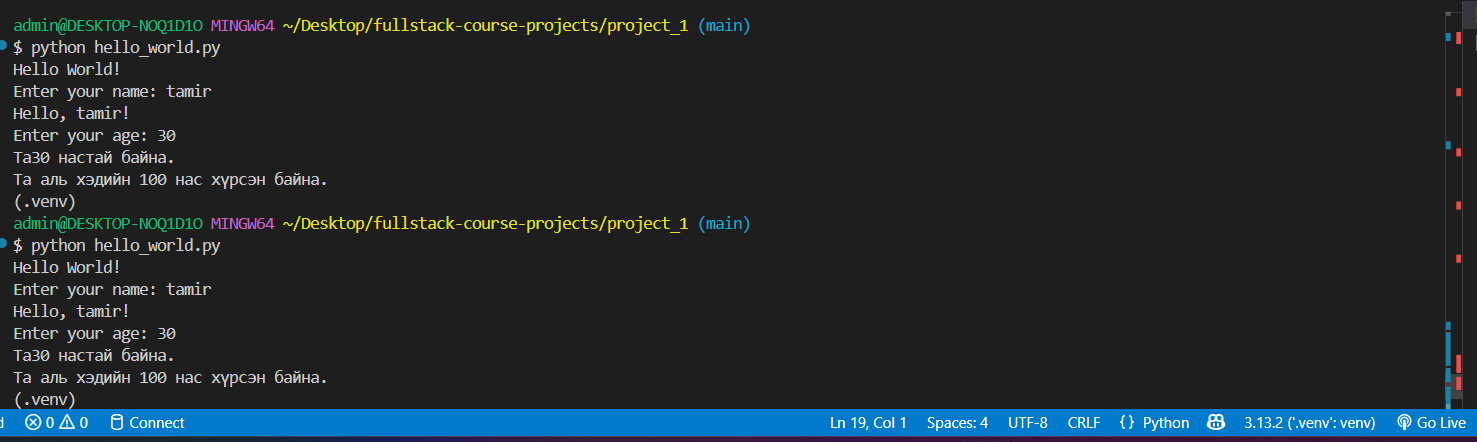 admin@DESKTOP-NOQ1D1O MINGW64 ~/Desktop/fullstack-course-projects/project_1 (main)
$ python hello_world.py
Hello World!
Enter your name: tamir
Hello, tamir!
Enter your age: 30
Та30 настай байна.
Та аль хэдийн 100 нас хүрсэн байна.
(.venv)
admin@DESKTOP-NOQ1D1O MINGW64 ~/Desktop/fullstack-course-projects/project_1 (main)
$ python hello_world.py
Hello World!
Enter your name: tamir
Hello, tamir!
Enter your age: 30
Та30 настай байна.
Та аль хэдийн 100 нас хүрсэн байна.
(.venv)
0 0 Connect Ln 19, Col 1 Spaces: 4 UTF-8 CRLF {} Python 3.13.2 ('.venv': venv) Go Live